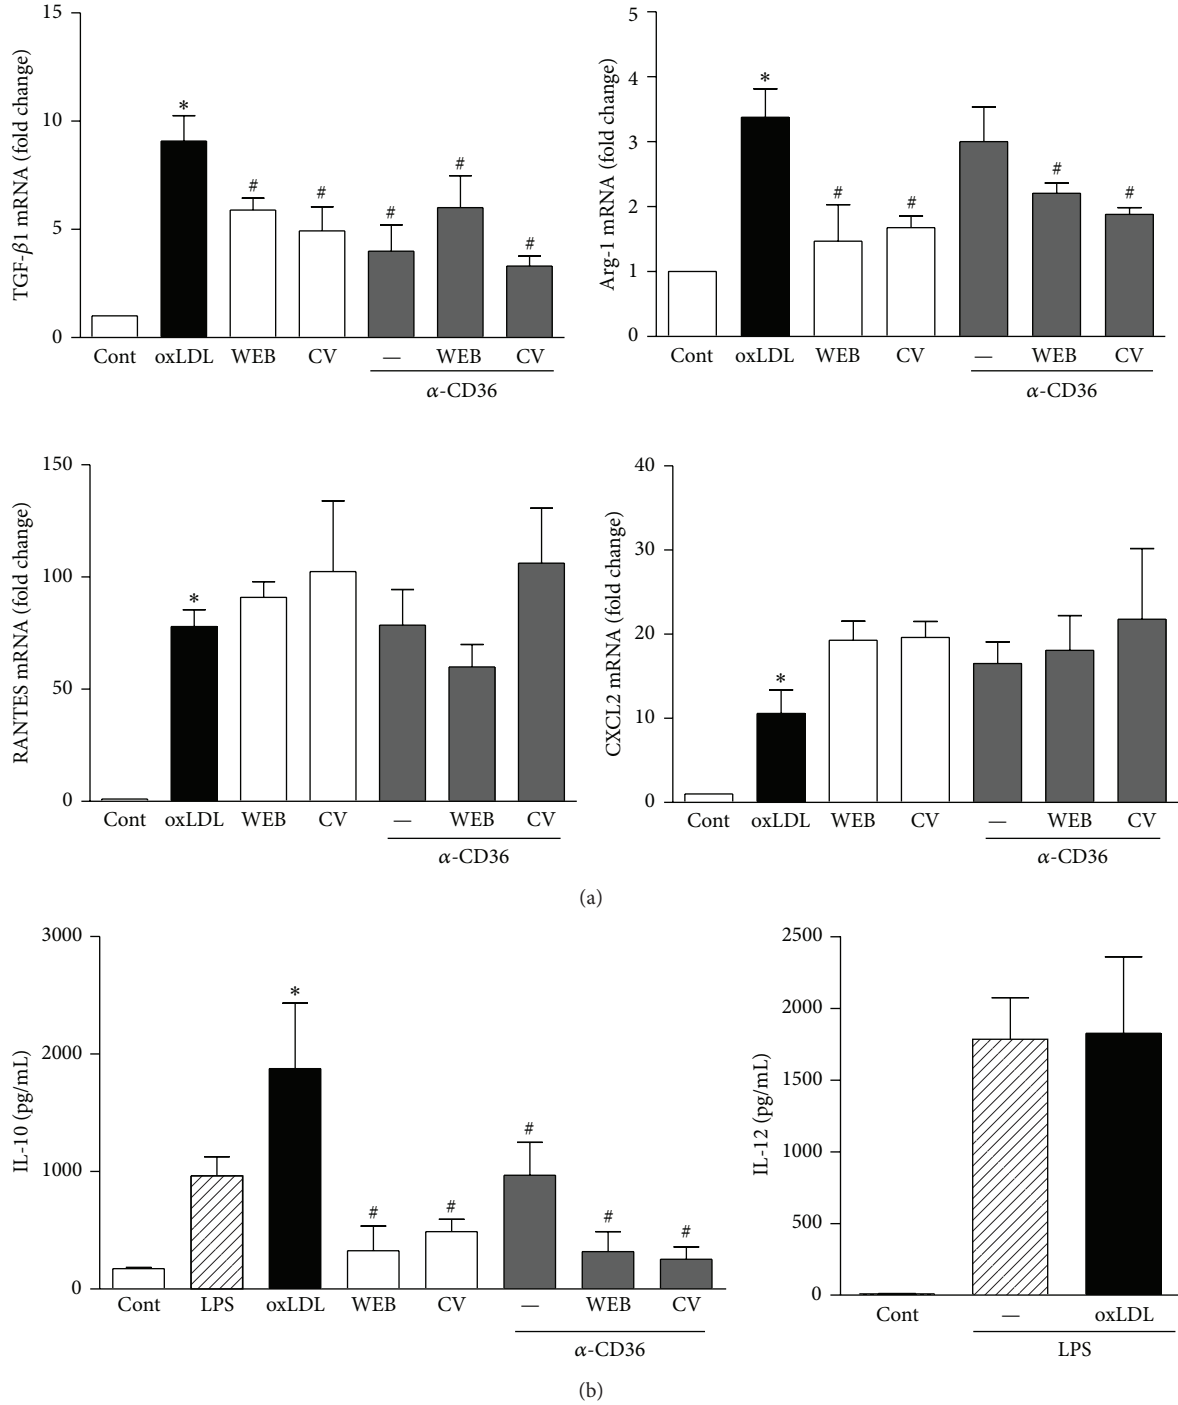 TGF-β1 mRNA (fold change)
15
10
5
0
*
#
#
#
#
#
Cont oxLDL WEB CV — WEB CV
α-CD36
Arg-1 mRNA (fold change)
5
4
3
2
1
0
*
#
#
#
#
Cont oxLDL WEB CV — WEB CV
α-CD36
RANTES mRNA (fold change)
150
100
50
0
*
Cont oxLDL WEB CV — WEB CV
α-CD36
CXCL2 mRNA (fold change)
40
30
20
10
0
*
Cont oxLDL WEB CV — WEB CV
α-CD36
(a)
IL-10 (pg/mL)
3000
2000
1000
0
*
#
#
#
#
#
Cont LPS oxLDL WEB CV — WEB CV
α-CD36
IL-12 (pg/mL)
2500
2000
1500
1000
500
0
Cont — oxLDL
LPS
(b)